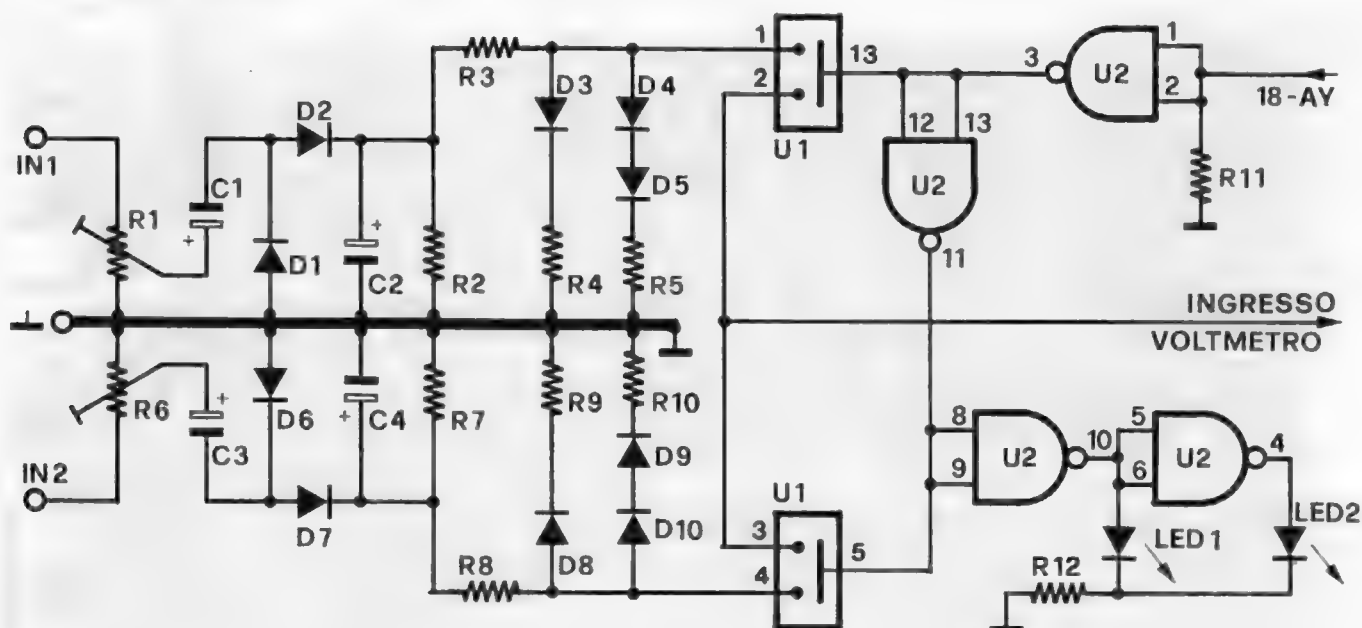 IN1
R1
C1
+
D1
D2
+
C2
R2
R3
D3
R4
D4
D5
R5
1
2
U1
13
12
13
U2
11
3
U2
1
2
18-AY
R11
INGRESSO
VOLTMETRO
R6
IN2
+
C3
D6
D7
C4
+
R7
R8
R9
D8
R10
D9
D10
U1
3
4
5
8
9
U2
10
5
6
U2
4
LED1
LED2
R12